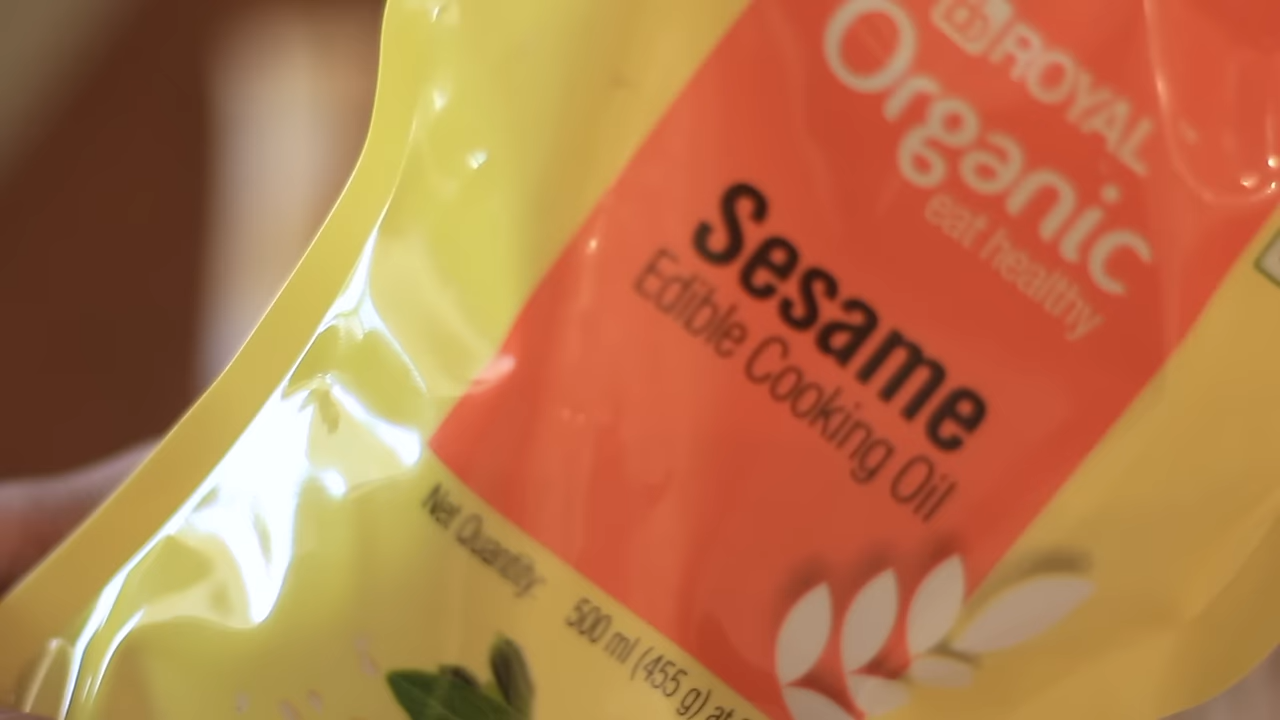 ROYAL
Organic
eat healthy
Sesame
Edible Cooking Oil
Net Quantity: 500 ml (455 g) at